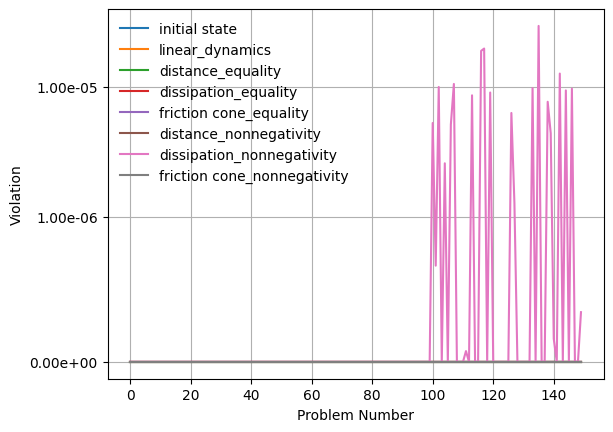 initial state
linear_dynamics
distance_equality
dissipation_equality
friction cone_equality
distance_nonnegativity
dissipation_nonnegativity
friction cone_nonnegativity
1.00e-05
1.00e-06
0.00e+00
Violation
0 20 40 60 80 100 120 140
Problem Number